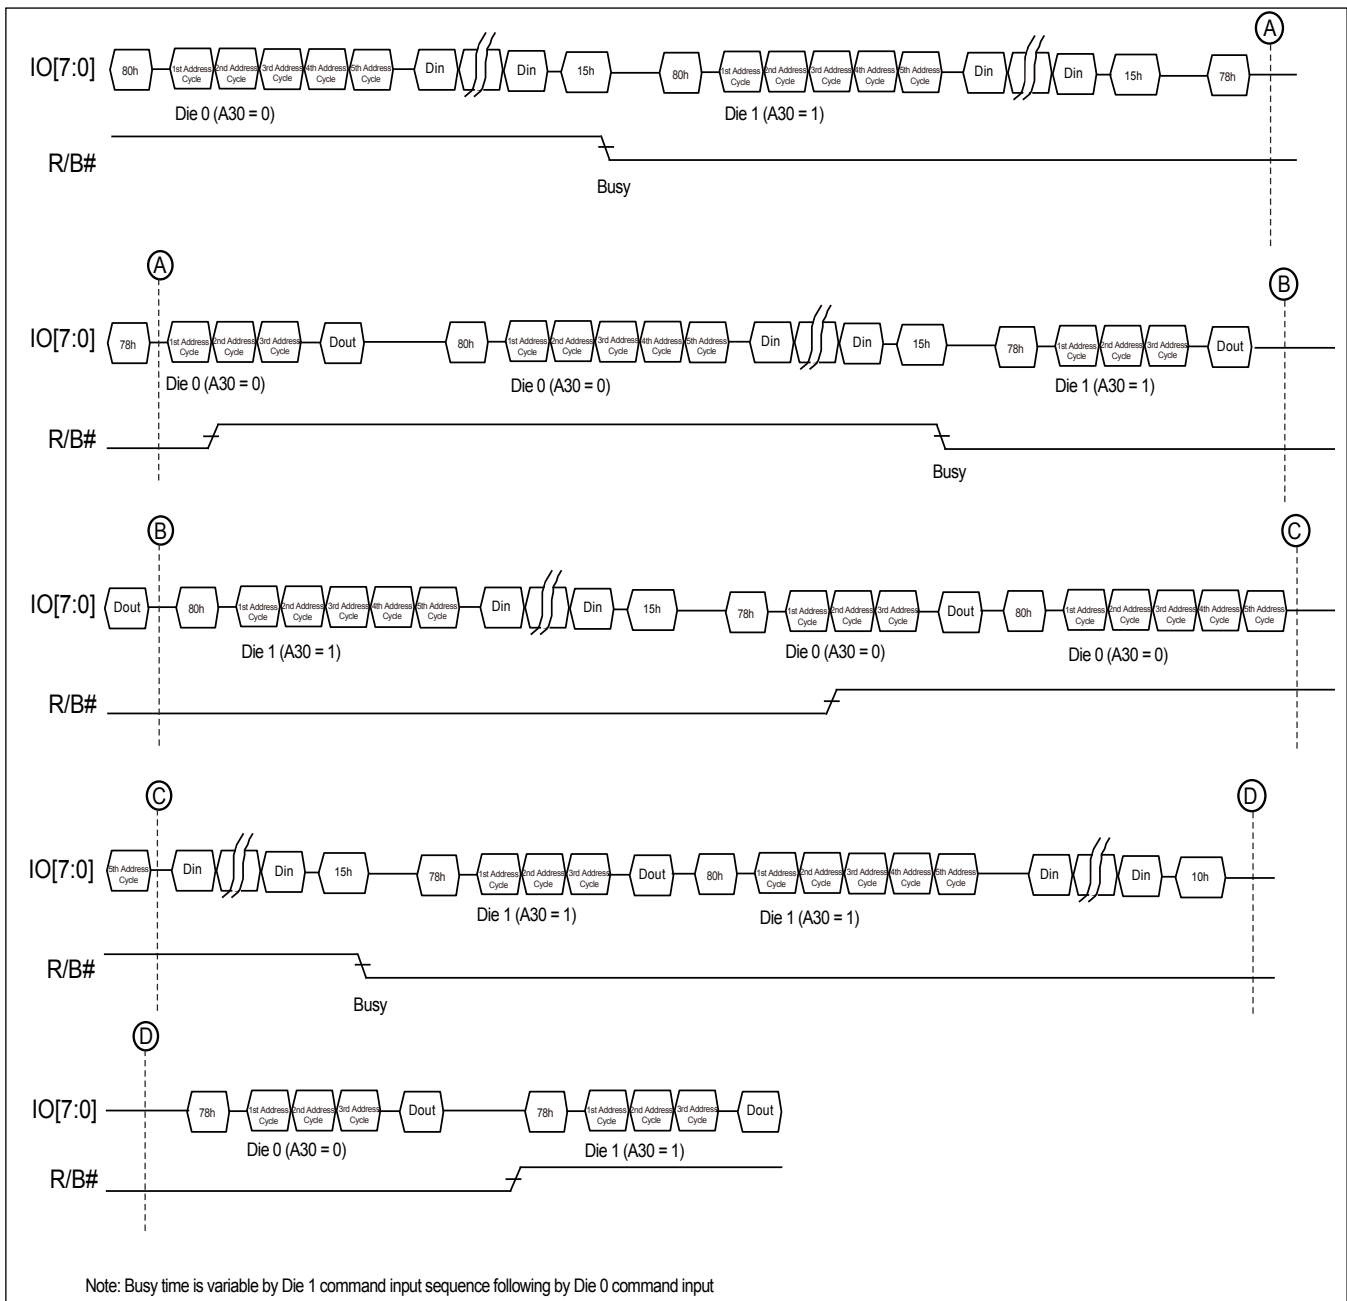 A
IO[7:0] 80h 1st Address Cycle 2nd Address Cycle 3rd Address Cycle 4th Address Cycle 5th Address Cycle Din Din 15h 80h 1st Address Cycle 2nd Address Cycle 3rd Address Cycle 4th Address Cycle 5th Address Cycle Din Din 15h 78h
Die 0 (A30 = 0) Die 1 (A30 = 1)
R/B#
Busy
A B
IO[7:0] 78h 1st Address Cycle 2nd Address Cycle 3rd Address Cycle Dout 80h 1st Address Cycle 2nd Address Cycle 3rd Address Cycle 4th Address Cycle 5th Address Cycle Din Din 15h 78h 1st Address Cycle 2nd Address Cycle 3rd Address Cycle Dout
Die 0 (A30 = 0) Die 0 (A30 = 0) Die 1 (A30 = 1)
R/B#
Busy
B C
IO[7:0] Dout 80h 1st Address Cycle 2nd Address Cycle 3rd Address Cycle 4th Address Cycle 5th Address Cycle Din Din 15h 78h 1st Address Cycle 2nd Address Cycle 3rd Address Cycle Dout 80h 1st Address Cycle 2nd Address Cycle 3rd Address Cycle 4th Address Cycle 5th Address Cycle
Die 1 (A30 = 1) Die 0 (A30 = 0) Die 0 (A30 = 0)
R/B#
C D
IO[7:0] 5th Address Cycle Din Din 15h 78h 1st Address Cycle 2nd Address Cycle 3rd Address Cycle Dout 80h 1st Address Cycle 2nd Address Cycle 3rd Address Cycle 4th Address Cycle 5th Address Cycle Din Din 10h
Die 1 (A30 = 1) Die 1 (A30 = 1)
R/B#
Busy
D
IO[7:0] 78h 1st Address Cycle 2nd Address Cycle 3rd Address Cycle Dout 78h 1st Address Cycle 2nd Address Cycle 3rd Address Cycle Dout
Die 0 (A30 = 0) Die 1 (A30 = 1)
R/B#
Note: Busy time is variable by Die 1 command input sequence following by Die 0 command input